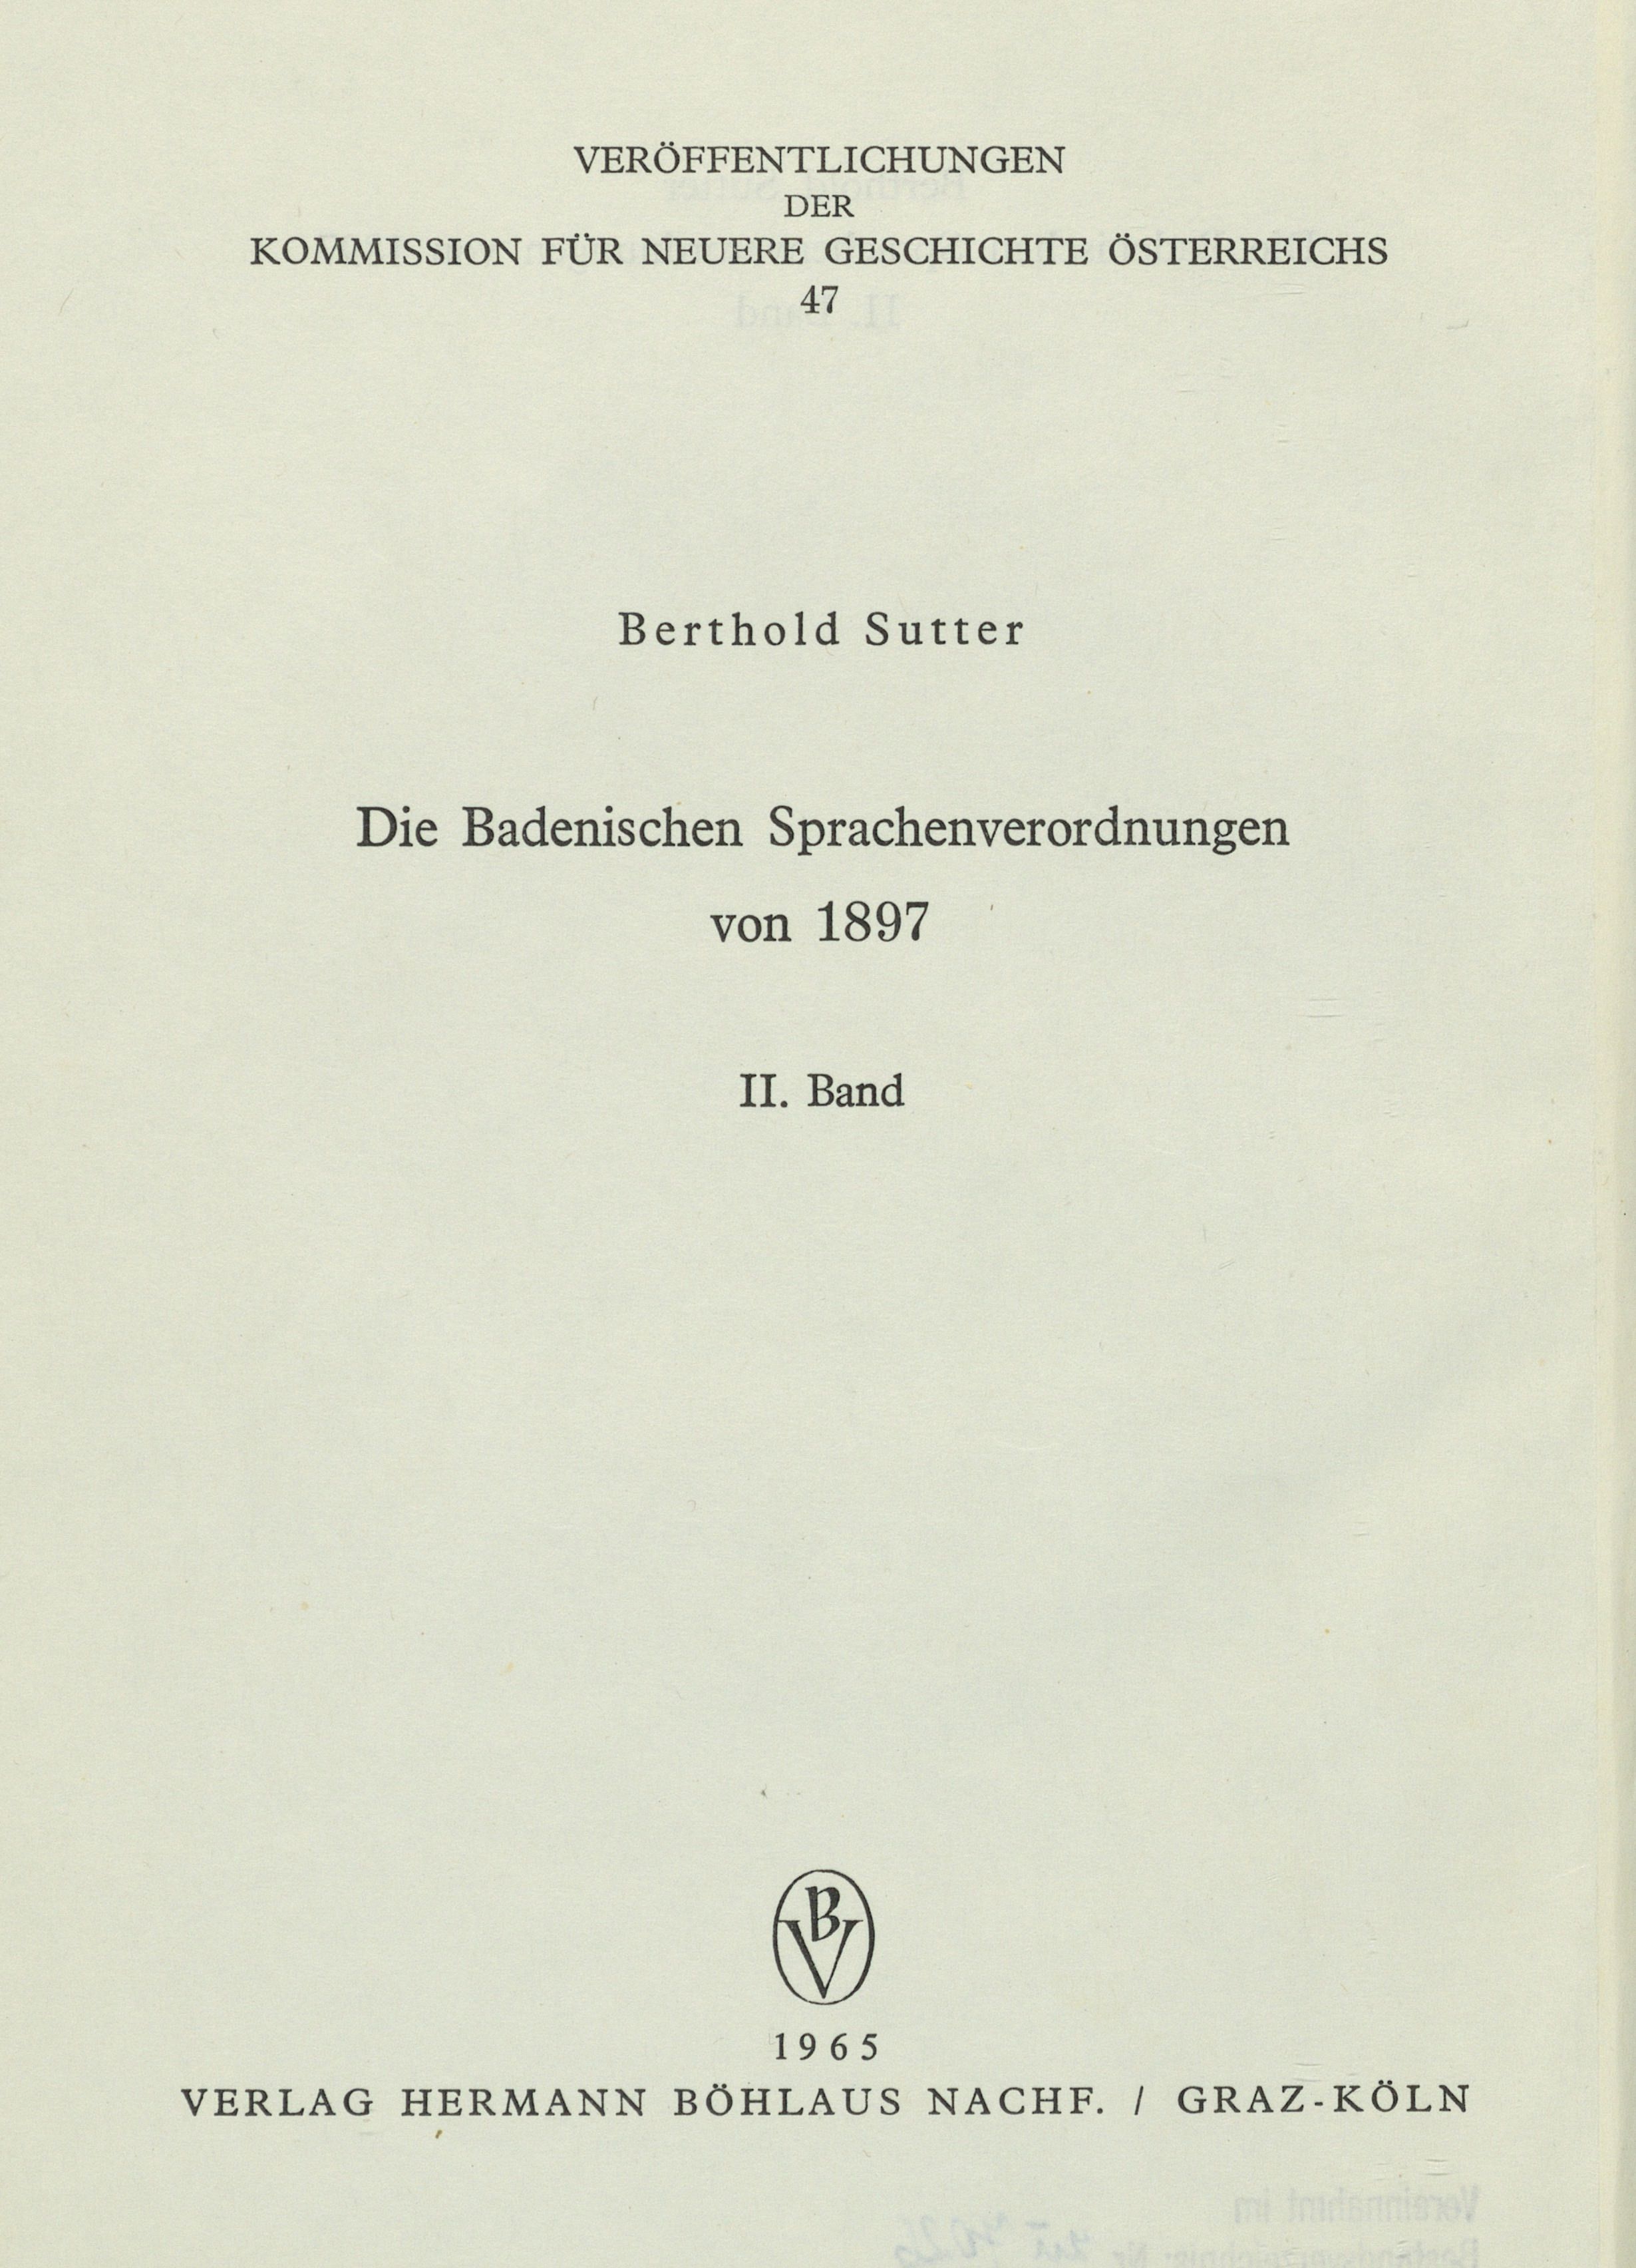 VERÖFFENTLICHUNGEN
DER
KOMMISSION FÜR NEUERE GESCHICHTE ÖSTERREICHS
47
Berthold Sutter
Die Badenischen Sprachenverordnungen
von 1897
II. Band
BV
1965
VERLAG HERMANN BÖHLAUS NACHF. / GRAZ-KÖLN